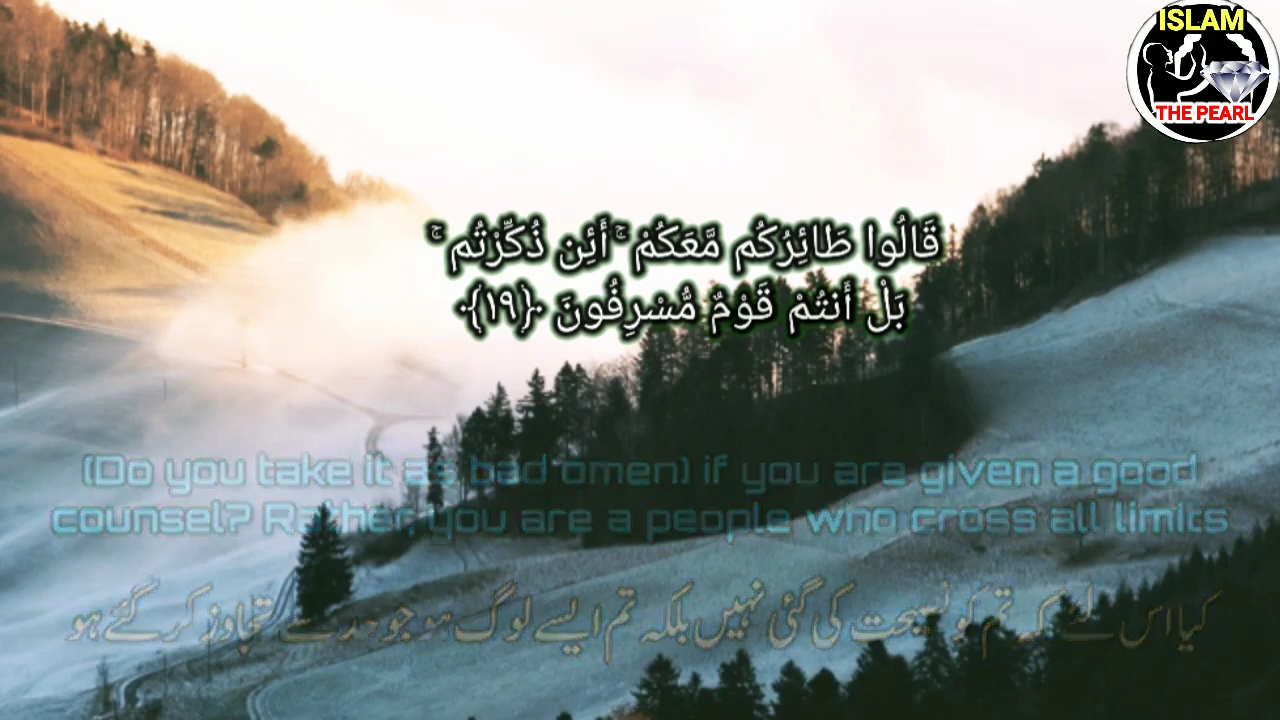 ISLAM
THE PEARL
قَالُوا طَائِرُكُم مَّعَكُمْ ۚ أَئِن ذُكِّرْتُم ۚ
بَلْ أَنتُمْ قَوْمٌ مُّسْرِفُونَ ﴿١٩﴾
(Do you take it as bad omen) if you are given a good
counsel? Rather, you are a people who cross all limits
کیا اس لئے کہ تم کو نصیحت کی گئی نہیں بلکہ تم ایسے لوگ ہو جو حد سے تجاوز کر گئے ہو